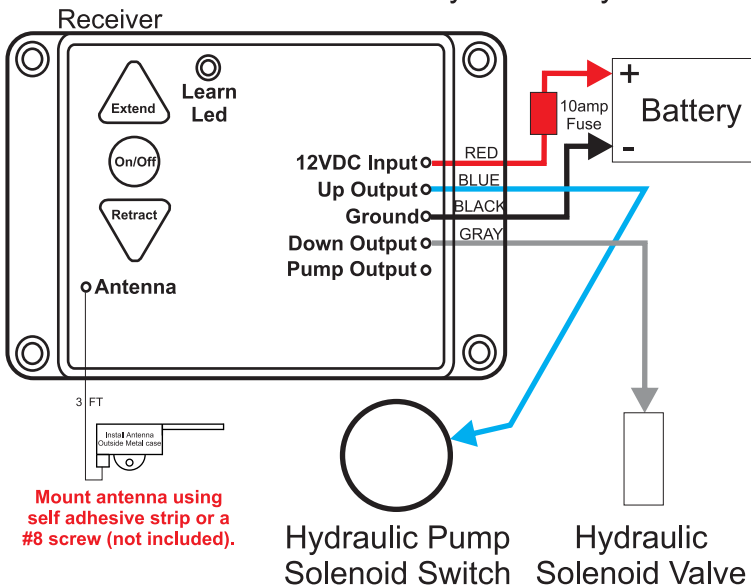 Receiver
Extend
Learn
Led
On/Off
Retract
Antenna
12VDC Input
Up Output
Ground
Down Output
Pump Output
RED
BLUE
BLACK
GRAY
10amp
Fuse
+
Battery
-
3 FT
Install Antenna
Outside Metal case
Mount antenna using
self adhesive strip or a
#8 screw (not included).
Hydraulic Pump
Solenoid Switch
Hydraulic
Solenoid Valve